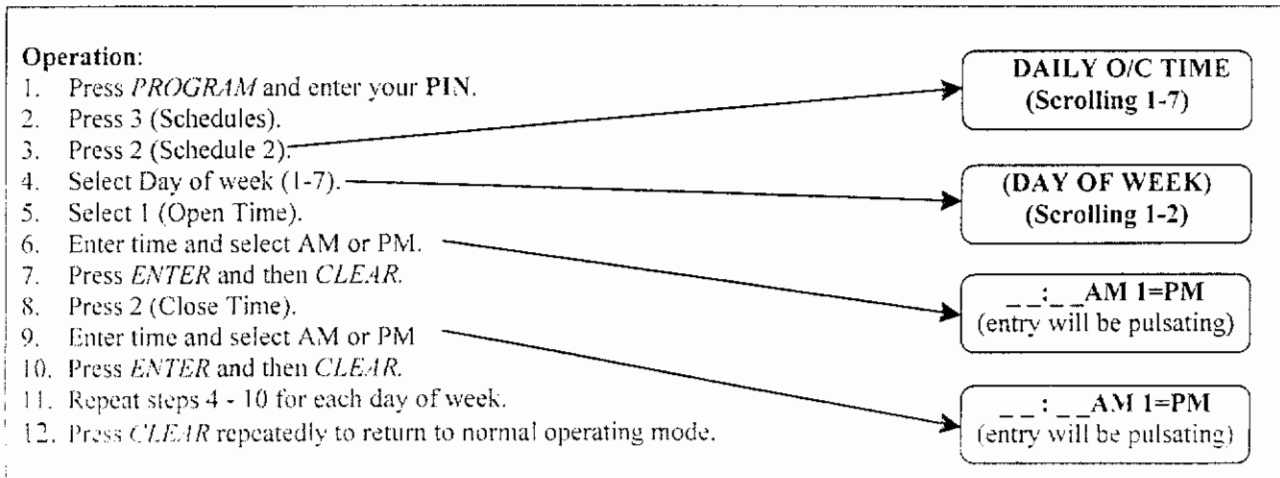 Operation:
1. Press PROGRAM and enter your PIN.
2. Press 3 (Schedules).
3. Press 2 (Schedule 2).
4. Select Day of week (1-7).
5. Select 1 (Open Time).
6. Enter time and select AM or PM.
7. Press ENTER and then CLEAR.
8. Press 2 (Close Time).
9. Enter time and select AM or PM
10. Press ENTER and then CLEAR.
11. Repeat steps 4 - 10 for each day of week.
12. Press CLEAR repeatedly to return to normal operating mode.
DAILY O/C TIME
(Scrolling 1-7)
(DAY OF WEEK)
(Scrolling 1-2)
_ _:_ _AM 1=PM
(entry will be pulsating)
_ _:_ _AM 1=PM
(entry will be pulsating)